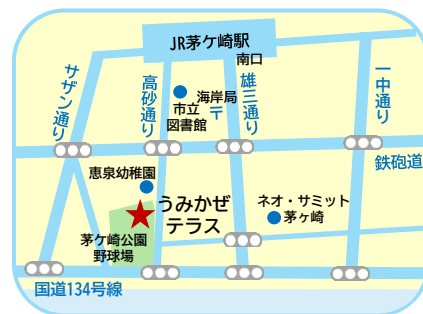 JR茅ケ崎駅
南口
サザン通り
高砂通り
海岸局
〒
市立
図書館
雄三通り
一中通り
鉄砲道
恵泉幼稚園
うみかぜ
テラス
ネオ・サミット
茅ヶ崎
茅ケ崎公園
野球場
国道134号線